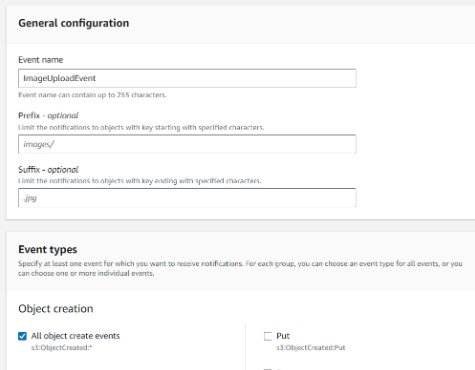 General configuration
Event name
ImageUploadEvent
Event name can contain up to 255 characters.
Prefix - optional
Limit the notifications to objects with key starting with specified characters.
images/
Suffix - optional
Limit the notifications to objects with key ending with specified characters.
.jpg
Event types
Specify at least one event for which you want to receive notifications. For each group, you can choose an event type for all events, or you
can choose one or more individual events.
Object creation
All object create events
s3:ObjectCreated:*
Put
s3:ObjectCreated:Put